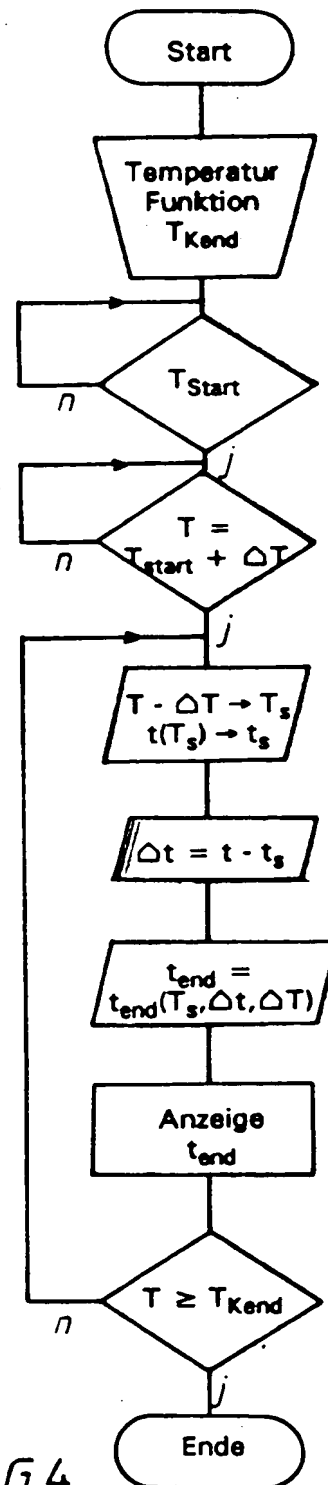 Start
Temperatur
Funktion
T_Kend
T_Start
n
j
T =
T_start + ΔT
n
j
T - ΔT → T_s
t(T_s) → t_s
Δt = t - t_s
t_end =
t_end(T_s, Δt, ΔT)
Anzeige
t_end
T ≥ T_Kend
n
j
Ende
4